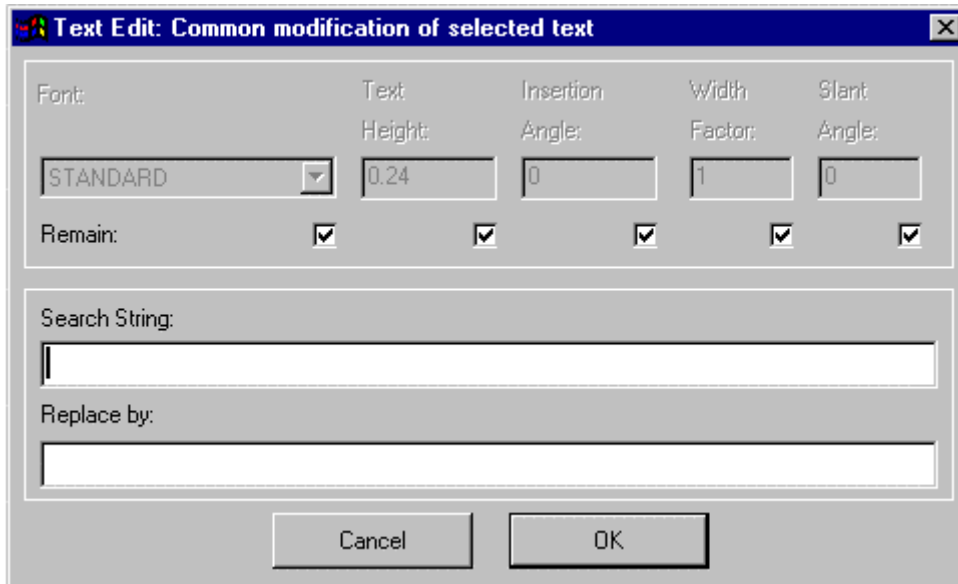 Text Edit: Common modification of selected text
Font: Text Insertion Width Slant
Height: Angle: Factor: Angle:
STANDARD 0.24 0 1 0
Remain:
Search String:
Replace by:
Cancel OK